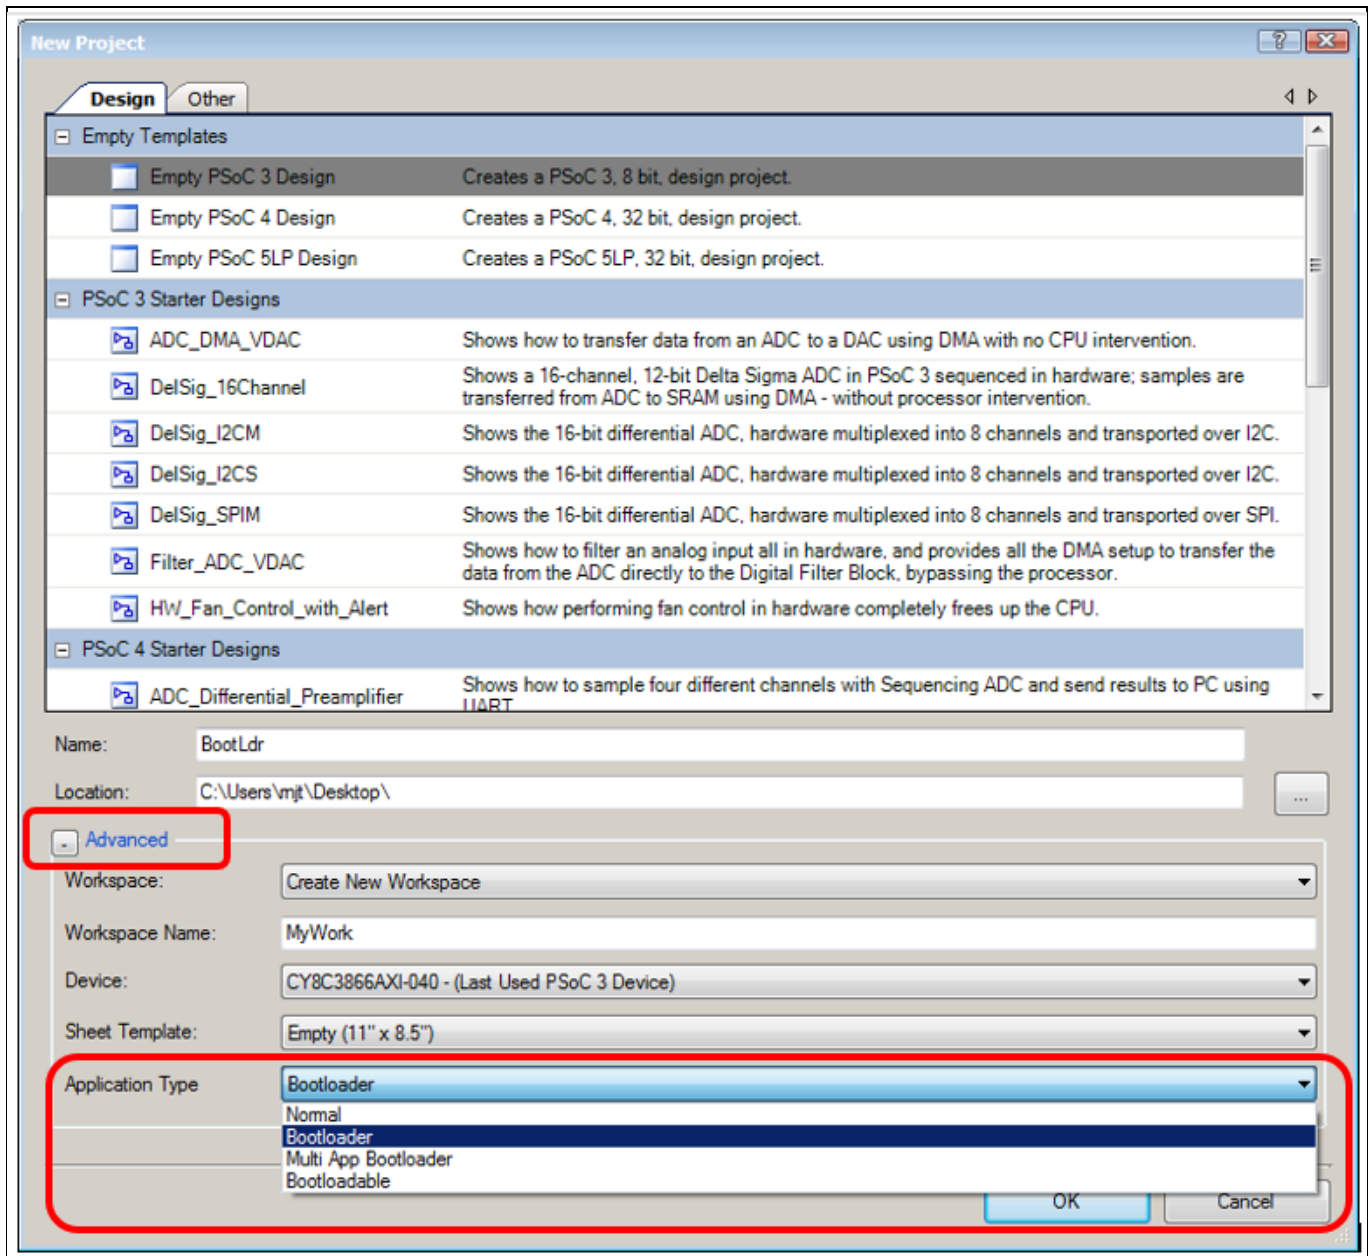 New Project
Design Other
Empty Templates
Empty PSoC 3 Design Creates a PSoC 3, 8 bit, design project.
Empty PSoC 4 Design Creates a PSoC 4, 32 bit, design project.
Empty PSoC 5LP Design Creates a PSoC 5LP, 32 bit, design project.
PSoC 3 Starter Designs
ADC_DMA_VDAC Shows how to transfer data from an ADC to a DAC using DMA with no CPU intervention.
DelSig_16Channel Shows a 16-channel, 12-bit Delta Sigma ADC in PSoC 3 sequenced in hardware; samples are
transferred from ADC to SRAM using DMA - without processor intervention.
DelSig_I2CM Shows the 16-bit differential ADC, hardware multiplexed into 8 channels and transported over I2C.
DelSig_I2CS Shows the 16-bit differential ADC, hardware multiplexed into 8 channels and transported over I2C.
DelSig_SPIM Shows the 16-bit differential ADC, hardware multiplexed into 8 channels and transported over SPI.
Filter_ADC_VDAC Shows how to filter an analog input all in hardware, and provides all the DMA setup to transfer the
data from the ADC directly to the Digital Filter Block, bypassing the processor.
HW_Fan_Control_with_Alert Shows how performing fan control in hardware completely frees up the CPU.
PSoC 4 Starter Designs
ADC_Differential_Preamplifier Shows how to sample four different channels with Sequencing ADC and send results to PC using
UART
Name: BootLdr
Location: C:\Users\mjt\Desktop\ ...
- Advanced
Workspace: Create New Workspace
Workspace Name: MyWork
Device: CY8C3866AXI-040 - (Last Used PSoC 3 Device)
Sheet Template: Empty (11" x 8.5")
Application Type Bootloader
Normal
Bootloader
Multi App Bootloader
Bootloadable
OK Cancel